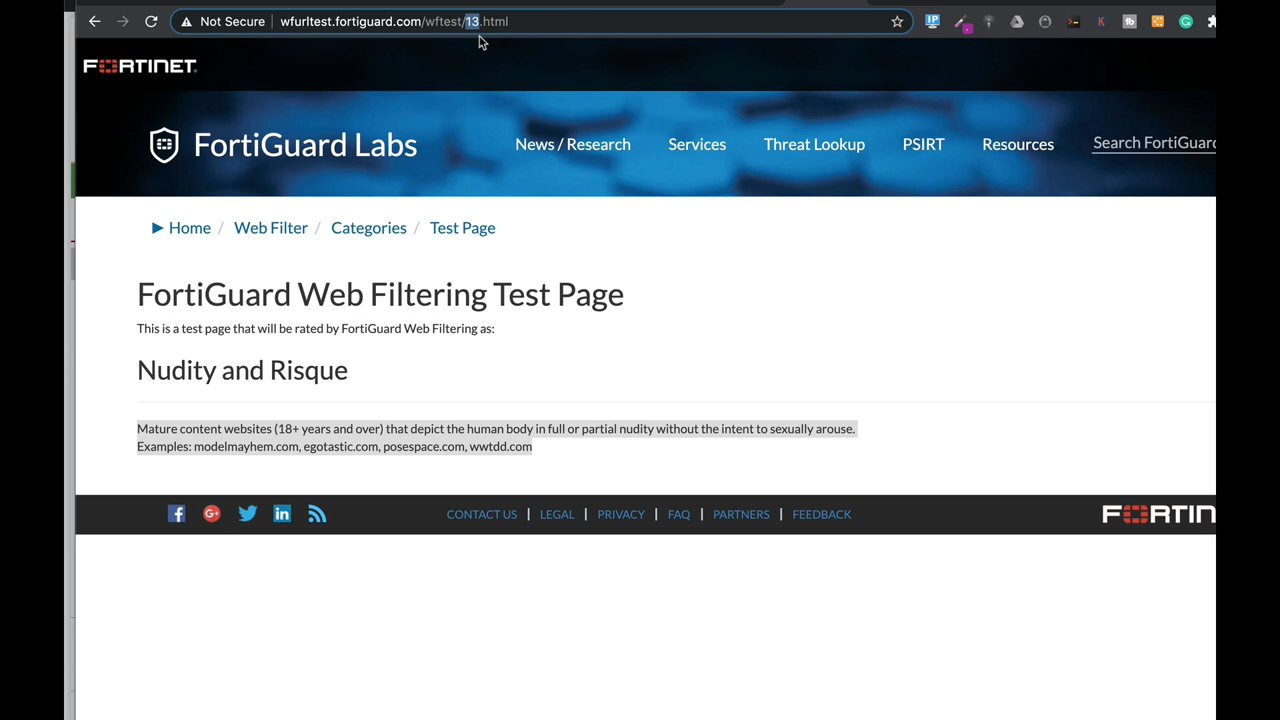 Not Secure | wfurltest.fortiguard.com/wftest/13.html
FORTINET
FortiGuard Labs
News / Research Services Threat Lookup PSIRT Resources Search FortiGuard
Home / Web Filter / Categories / Test Page
FortiGuard Web Filtering Test Page
This is a test page that will be rated by FortiGuard Web Filtering as:
Nudity and Risque
Mature content websites (18+ years and over) that depict the human body in full or partial nudity without the intent to sexually arouse.
Examples: modelmayhem.com, egotastic.com, posespace.com, wwtdd.com
CONTACT US | LEGAL | PRIVACY | FAQ | PARTNERS | FEEDBACK
FORTIN